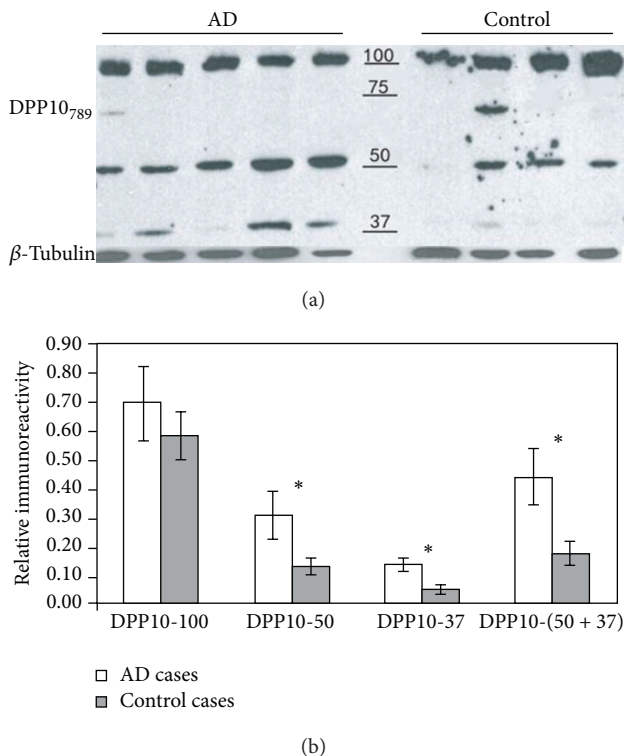 AD Control
100
75
DPP10₇₈₉
50
37
β-Tubulin
(a)
0.90
0.80
0.70
0.60
0.50
0.40
0.30
0.20
0.10
0.00
Relative immunoreactivity
*
*
*
DPP10-100 DPP10-50 DPP10-37 DPP10-(50 + 37)
AD cases
Control cases
(b)